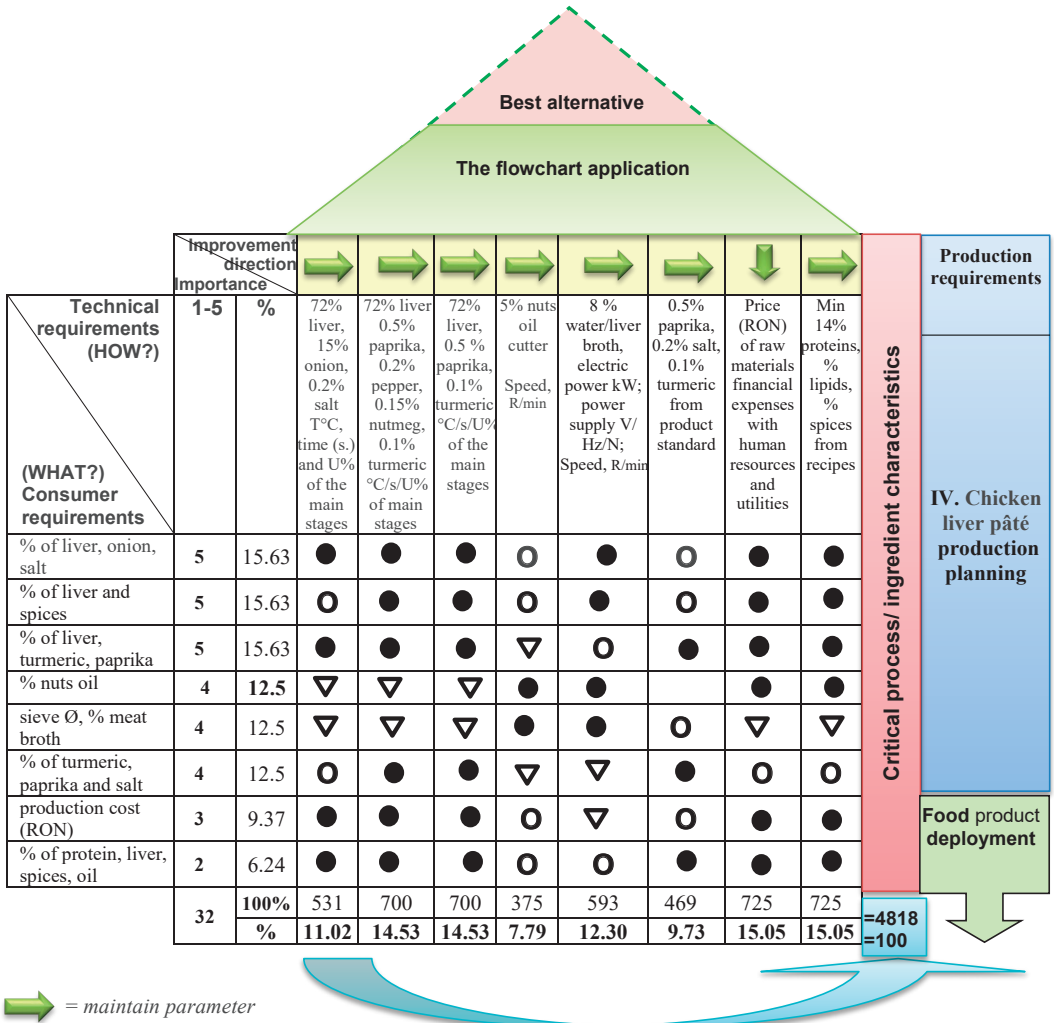 Best alternative
The flowchart application
Improvement
direction
Importance
Production
requirements
Technical
requirements
(HOW?)
(WHAT?)
Consumer
requirements
1-5
%
72%
liver,
15%
onion,
0.2%
salt
T°C,
time (s.)
and U%
of the
main
stages
72% liver
0.5%
paprika,
0.2%
pepper,
0.15%
nutmeg,
0.1%
turmeric
°C/s/U%
of main
stages
72%
liver,
0.5 %
paprika,
0.1%
turmeric
°C/s/U%
of the
main
stages
5% nuts
oil
cutter
Speed,
R/min
8 %
water/liver
broth,
electric
power kW;
power
supply V/
Hz/N;
Speed, R/min
0.5%
paprika,
0.2% salt,
0.1%
turmeric
from
product
standard
Price
(RON)
of raw
materials
financial
expenses
with
human
resources
and
utilities
Min
14%
proteins,
%
lipids,
%
spices
from
recipes
Critical process/ ingredient characteristics
IV. Chicken
liver pâté
production
planning
Food product
deployment
% of liver, onion,
salt
5
15.63
% of liver and
spices
5
15.63
% of liver,
turmeric, paprika
5
15.63
% nuts oil
4
12.5
sieve Ø, % meat
broth
4
12.5
% of turmeric,
paprika and salt
4
12.5
production cost
(RON)
3
9.37
% of protein, liver,
spices, oil
2
6.24
32
100% 531 700 700 375 593 469 725 725 =4818
% 11.02 14.53 14.53 7.79 12.30 9.73 15.05 15.05 =100
= maintain parameter